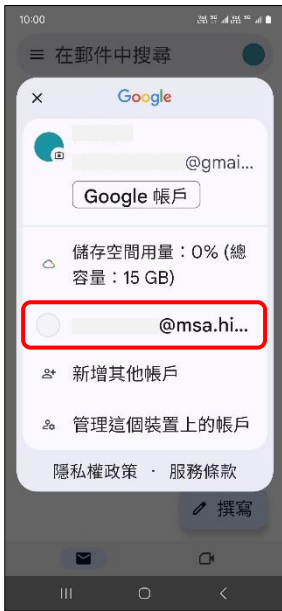 10:00
在郵件中搜尋
Google
@gmai...
Google 帳戶
儲存空間用量：0% (總
容量：15 GB)
@msa.hi...
新增其他帳戶
管理這個裝置上的帳戶
隱私權政策 · 服務條款
撰寫